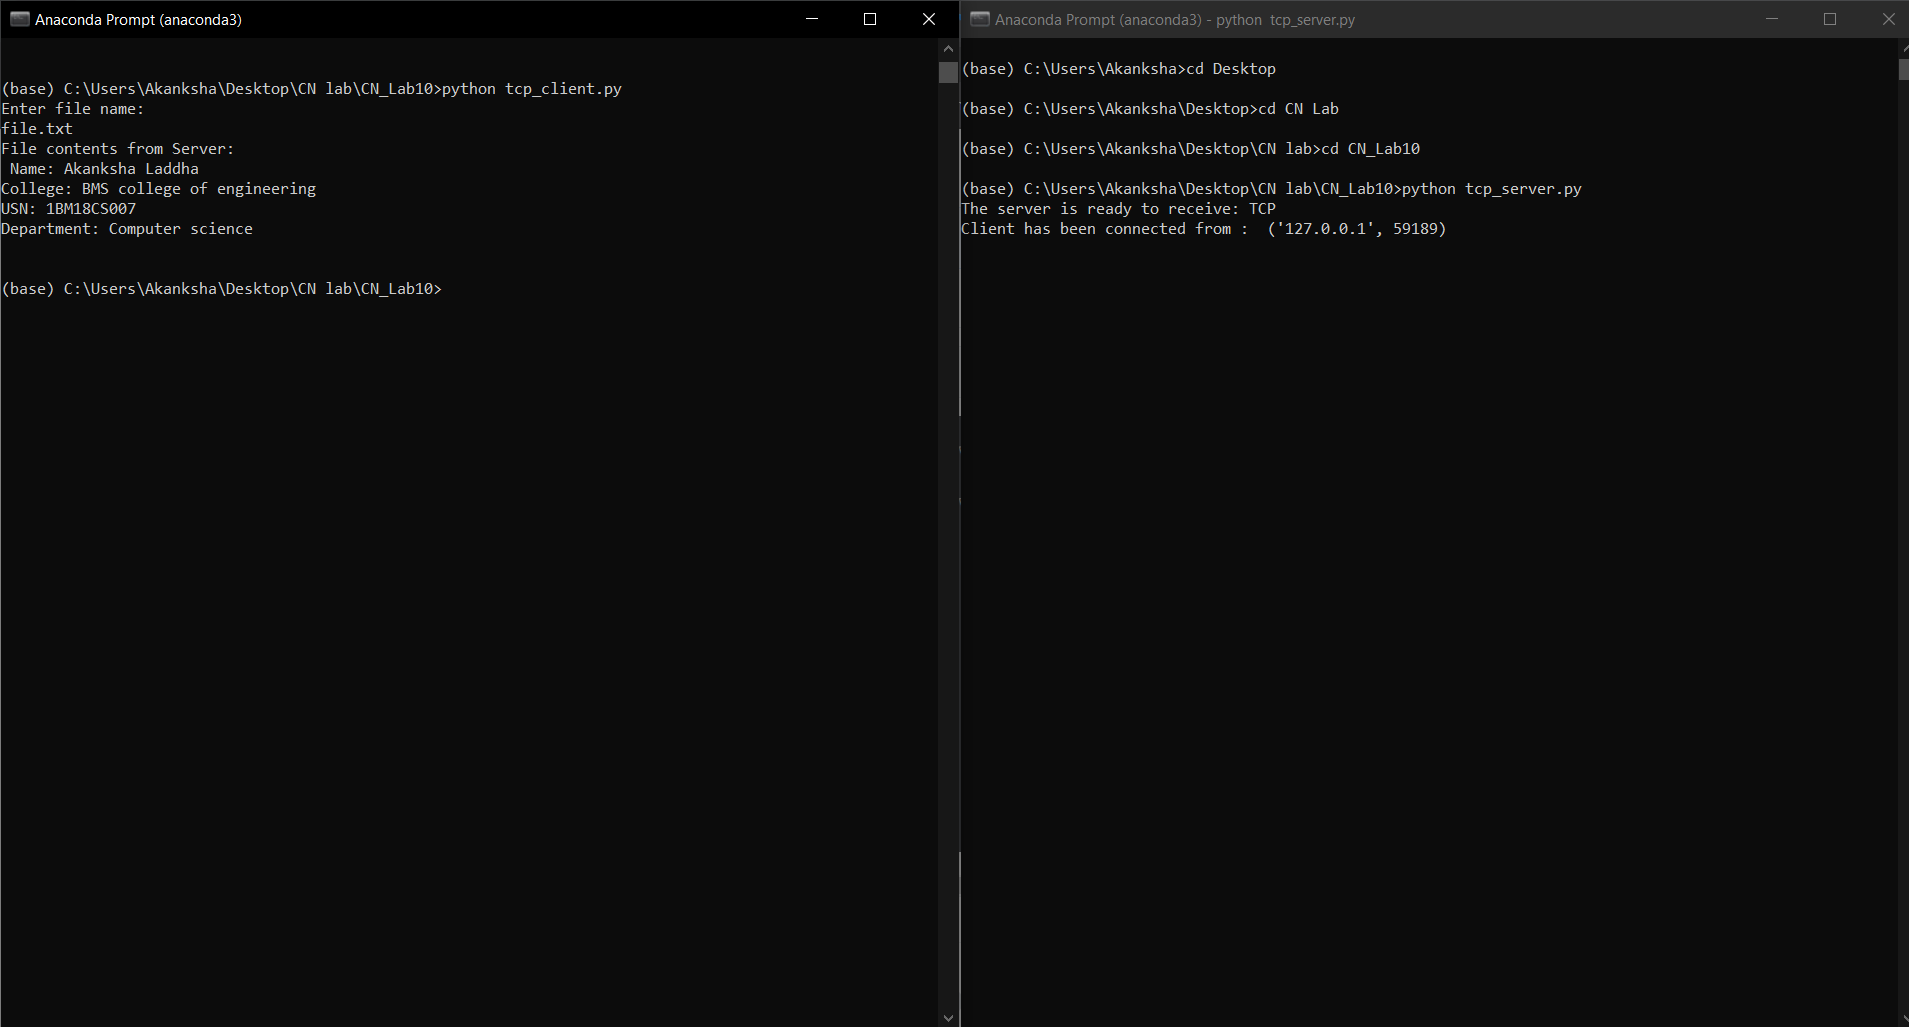 Anaconda Prompt (anaconda3)
(base) C:\Users\Akanksha\Desktop\CN lab\CN_Lab10>python tcp_client.py
Enter file name:
file.txt
File contents from Server:
 Name: Akanksha Laddha
College: BMS college of engineering
USN: 1BM18CS007
Department: Computer science
(base) C:\Users\Akanksha\Desktop\CN lab\CN_Lab10>
Anaconda Prompt (anaconda3) - python  tcp_server.py
(base) C:\Users\Akanksha>cd Desktop
(base) C:\Users\Akanksha\Desktop>cd CN Lab
(base) C:\Users\Akanksha\Desktop\CN lab>cd CN_Lab10
(base) C:\Users\Akanksha\Desktop\CN lab\CN_Lab10>python tcp_server.py
The server is ready to receive: TCP
Client has been connected from :  ('127.0.0.1', 59189)